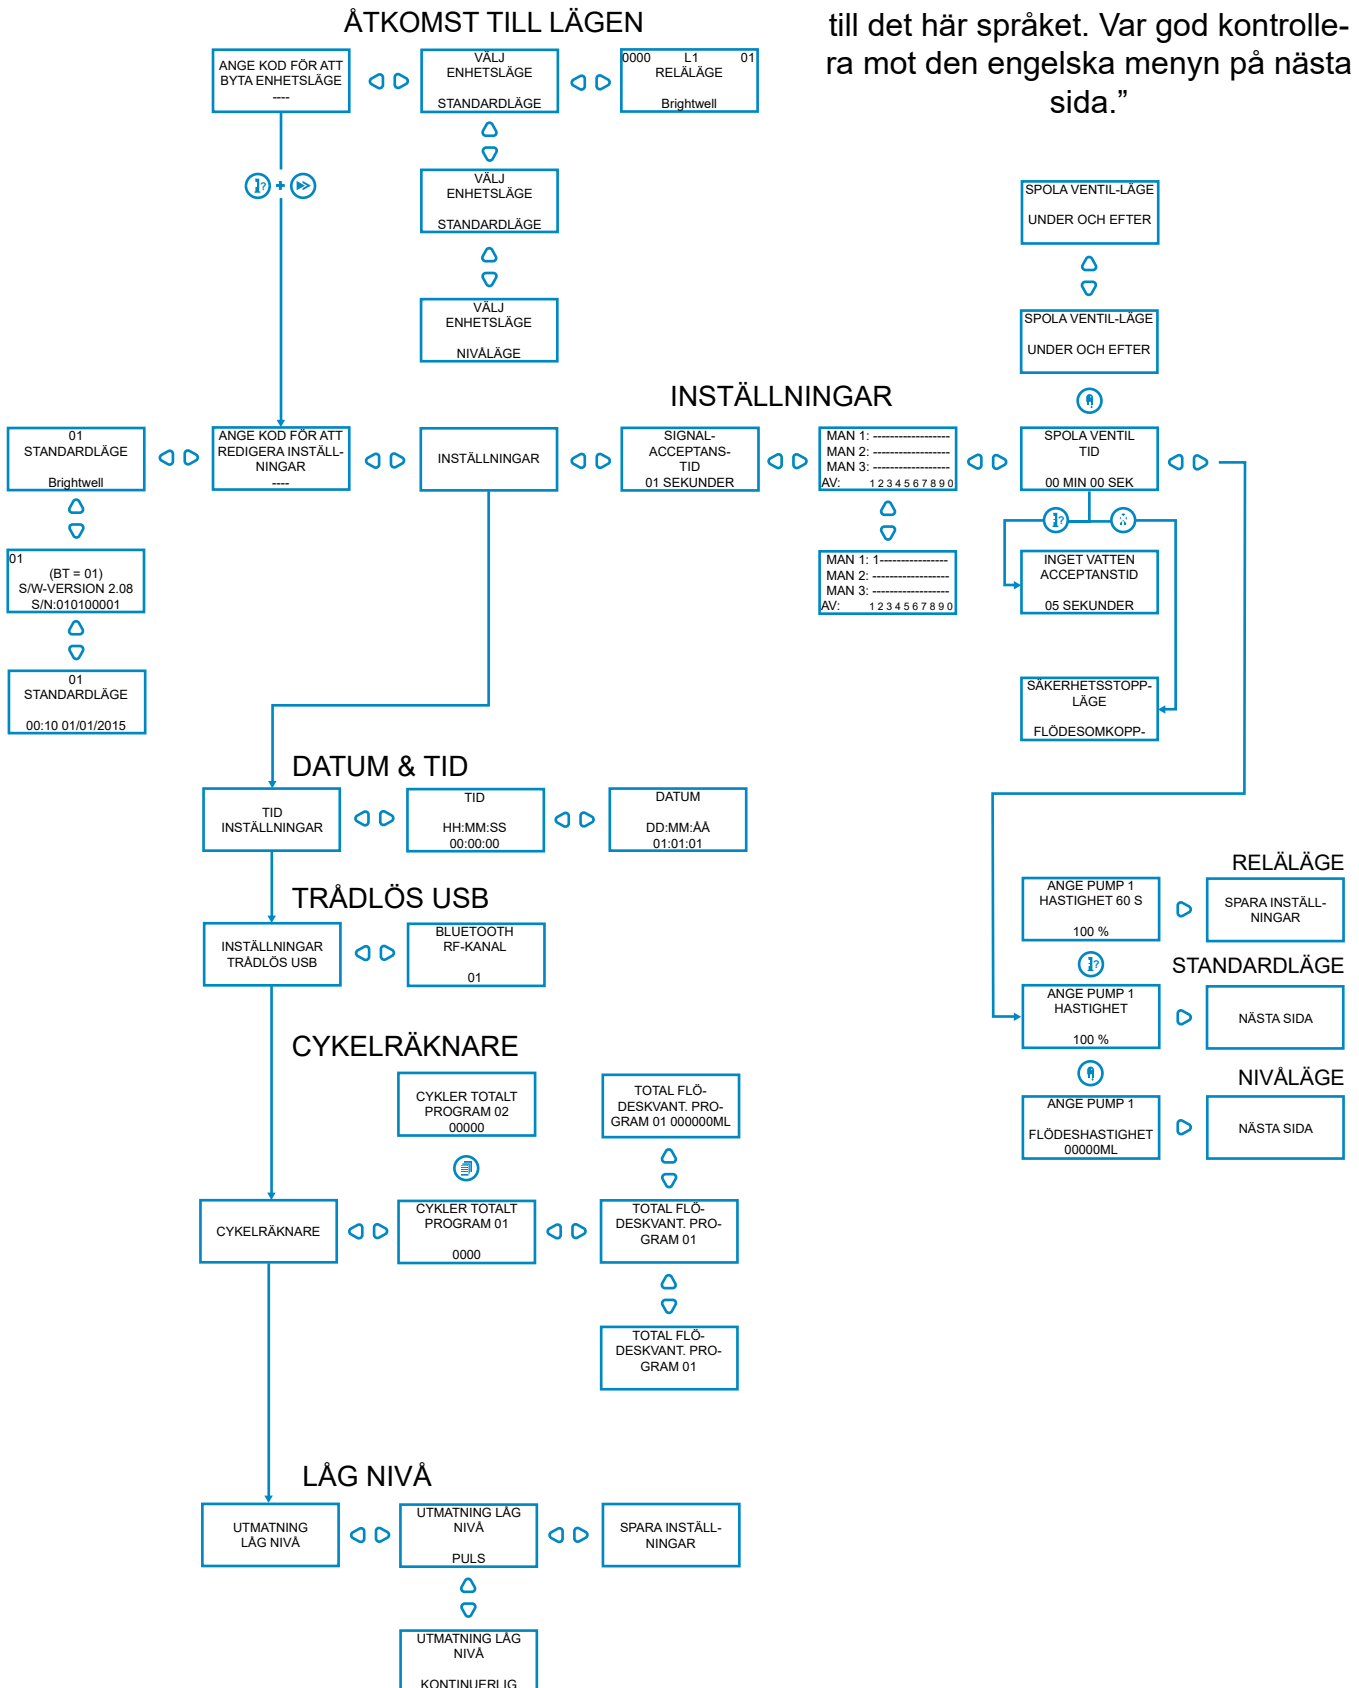 ÅTKOMST TILL LÄGEN
till det här språket. Var god kontrolle-
ra mot den engelska menyn på nästa
sida.”
ANGE KOD FÖR ATT
BYTA ENHETSLÄGE
----
VÄLJ
ENHETSLÄGE
STANDARDLÄGE
0000 L1 01
RELÄLÄGE
Brightwell
VÄLJ
ENHETSLÄGE
STANDARDLÄGE
VÄLJ
ENHETSLÄGE
NIVÅLÄGE
SPOLA VENTIL-LÄGE
UNDER OCH EFTER
SPOLA VENTIL-LÄGE
UNDER OCH EFTER
INSTÄLLNINGAR
01
STANDARDLÄGE
Brightwell
ANGE KOD FÖR ATT
REDIGERA INSTÄLL-
NINGAR
----
INSTÄLLNINGAR
SIGNAL-
ACCEPTANS-
TID
01 SEKUNDER
MAN 1: ------------------
MAN 2: ------------------
MAN 3: ------------------
AV: 1 2 3 4 5 6 7 8 9 0
SPOLA VENTIL
TID
00 MIN 00 SEK
01
(BT = 01)
S/W-VERSION 2.08
S/N:010100001
MAN 1: 1----------------
MAN 2: ------------------
MAN 3: ------------------
AV: 1 2 3 4 5 6 7 8 9 0
INGET VATTEN
ACCEPTANSTID
05 SEKUNDER
01
STANDARDLÄGE
00:10 01/01/2015
SÄKERHETSSTOPP-
LÄGE
FLÖDESOMKOPP-
DATUM & TID
TID
INSTÄLLNINGAR
TID
HH:MM:SS
00:00:00
DATUM
DD:MM:ÅÅ
01:01:01
TRÅDLÖS USB
INSTÄLLNINGAR
TRÅDLÖS USB
BLUETOOTH
RF-KANAL
01
RELÄLÄGE
ANGE PUMP 1
HASTIGHET 60 S
100 %
SPARA INSTÄLL-
NINGAR
STANDARDLÄGE
ANGE PUMP 1
HASTIGHET
100 %
NÄSTA SIDA
NIVÅLÄGE
ANGE PUMP 1
FLÖDESHASTIGHET
00000ML
NÄSTA SIDA
CYKELRÄKNARE
CYKLER TOTALT
PROGRAM 02
00000
TOTAL FLÖ-
DESKVANT. PRO-
GRAM 01 000000ML
CYKELRÄKNARE
CYKLER TOTALT
PROGRAM 01
0000
TOTAL FLÖ-
DESKVANT. PRO-
GRAM 01
TOTAL FLÖ-
DESKVANT. PRO-
GRAM 01
LÅG NIVÅ
UTMATNING
LÅG NIVÅ
UTMATNING LÅG
NIVÅ
PULS
SPARA INSTÄLL-
NINGAR
UTMATNING LÅG
NIVÅ
KONTINUERLIG